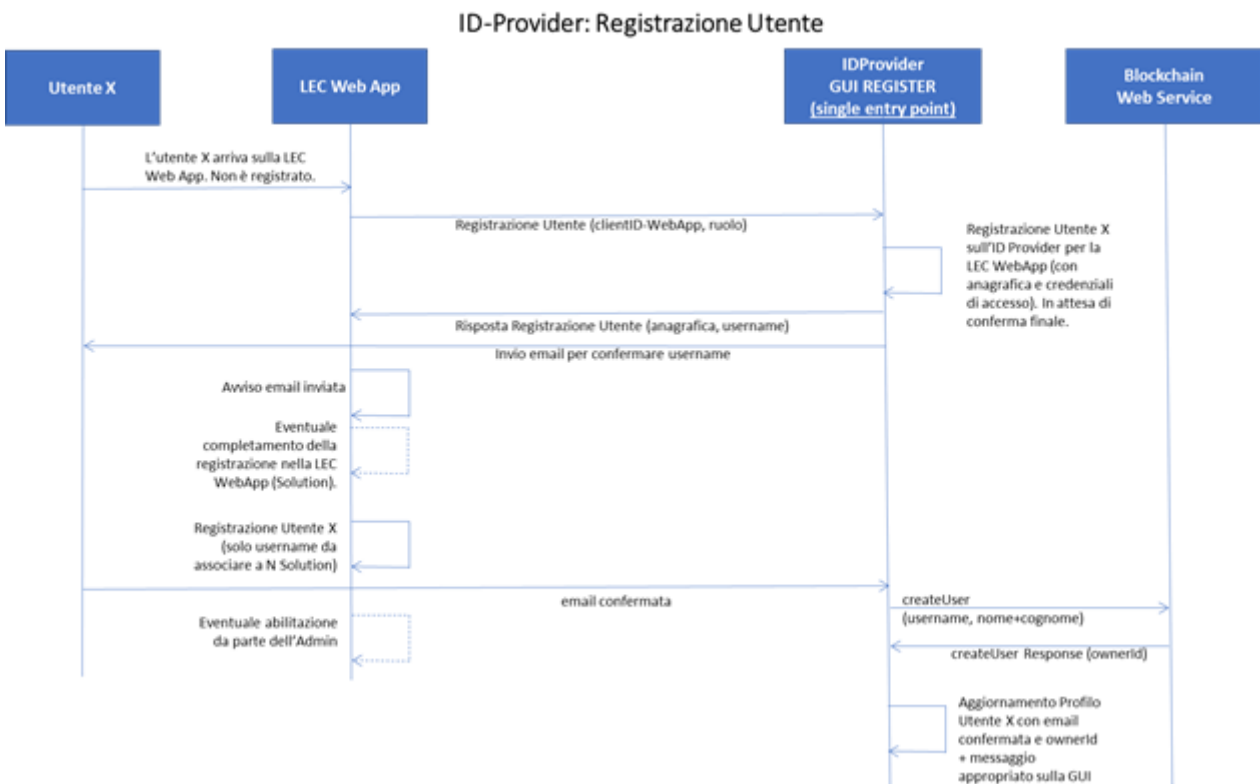 ID-Provider: Registrazione Utente
Utente X
LEC Web App
IDProvider
GUI REGISTER
(single entry point)
Blockchain
Web Service
L'utente X arriva sulla LEC
Web App. Non è registrato.
Registrazione Utente (clientID-WebApp, ruolo)
Registrazione Utente X
sull'ID Provider per la
LEC WebApp (con
anagrafica e credenziali
di accesso). In attesa di
conferma finale.
Risposta Registrazione Utente (anagrafica, username)
Invio email per confermare username
Avviso email inviata
Eventuale
completamento della
registrazione nella LEC
WebApp (Solution).
Registrazione Utente X
(solo username da
associare a N Solution)
email confermata
createUser
(username, nome+cognome)
Eventuale abilitazione
da parte dell'Admin
createUser Response (ownerId)
Aggiornamento Profilo
Utente X con email
confermata e ownerId
+ messaggio
appropriato sulla GUI